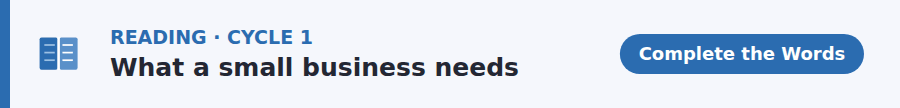 READING · CYCLE 1
What a small business needs
Complete the Words